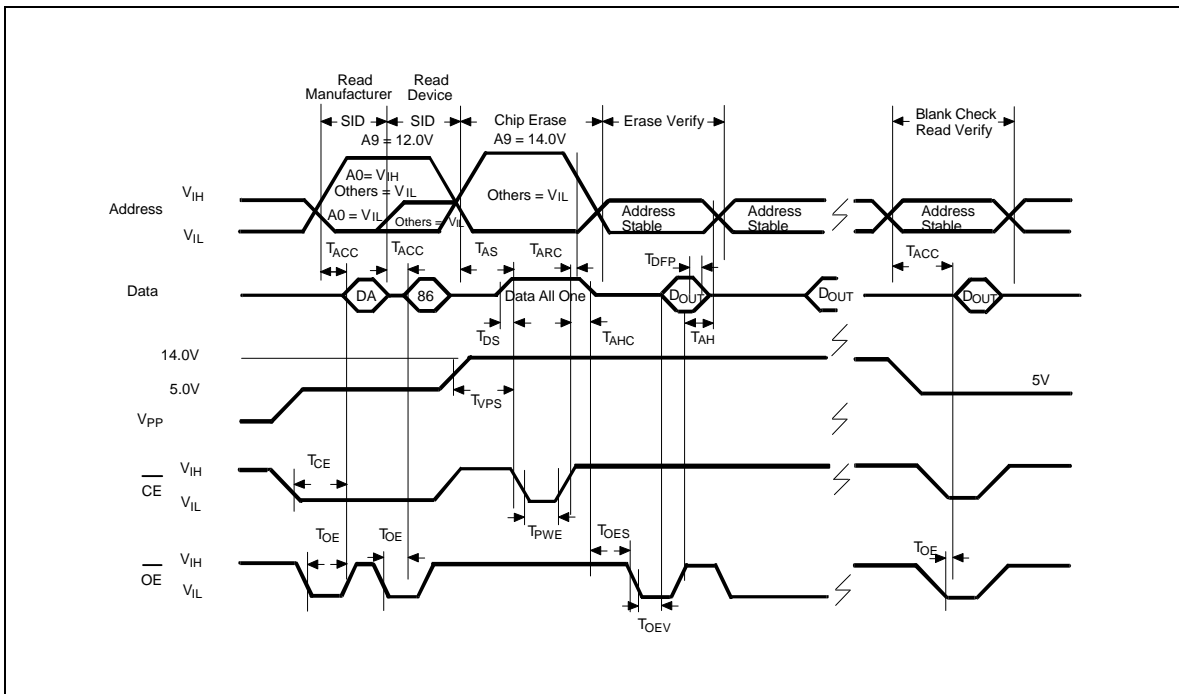 Read Manufacturer
Read Device
SID
SID
Chip Erase
Erase Verify
Blank Check
Read Verify
A9 = 12.0V
A9 = 14.0V
Address
VIH
VIL
A0= VIH
Others = VIL
A0 = VIL
Others = VIL
Others = VIL
Address Stable
Address Stable
Address Stable
TACC
TACC
TAS
TARC
TDFP
TACC
Data
DA
86
Data All One
DOUT
DOUT
DOUT
TDS
TAHC
TAH
14.0V
5.0V
VPP
TVPS
5V
CE
VIH
VIL
TCE
TPWE
OE
VIH
VIL
TOE
TOE
TOES
TOEV
TOE